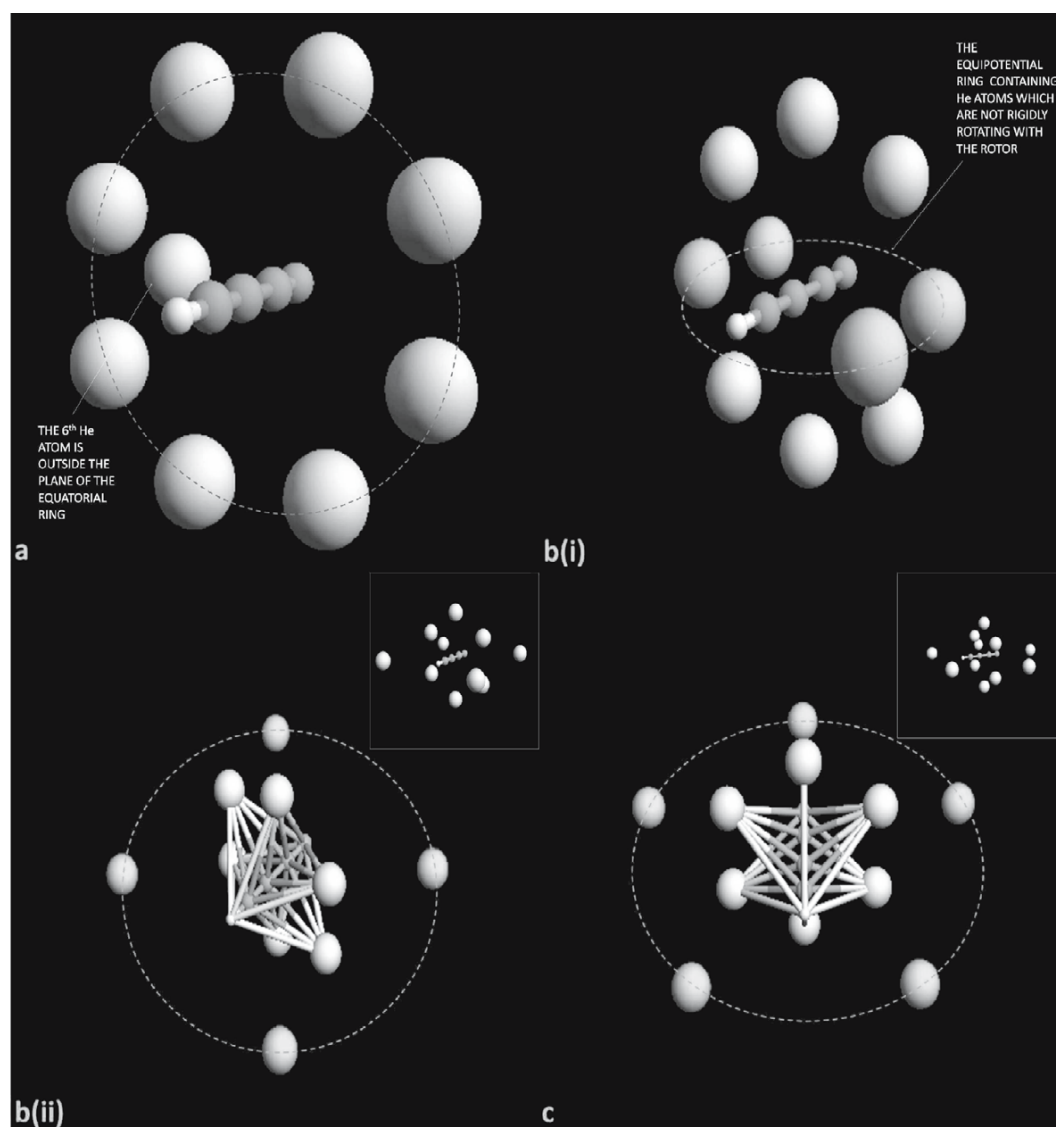 THE
EQUIPOTENTIAL
RING CONTAINING
He ATOMS WHICH
ARE NOT RIGIDLY
ROTATING WITH
THE ROTOR
THE 6th He
ATOM IS
OUTSIDE THE
PLANE OF THE
EQUATORIAL
RING
a
b(i)
b(ii)
c